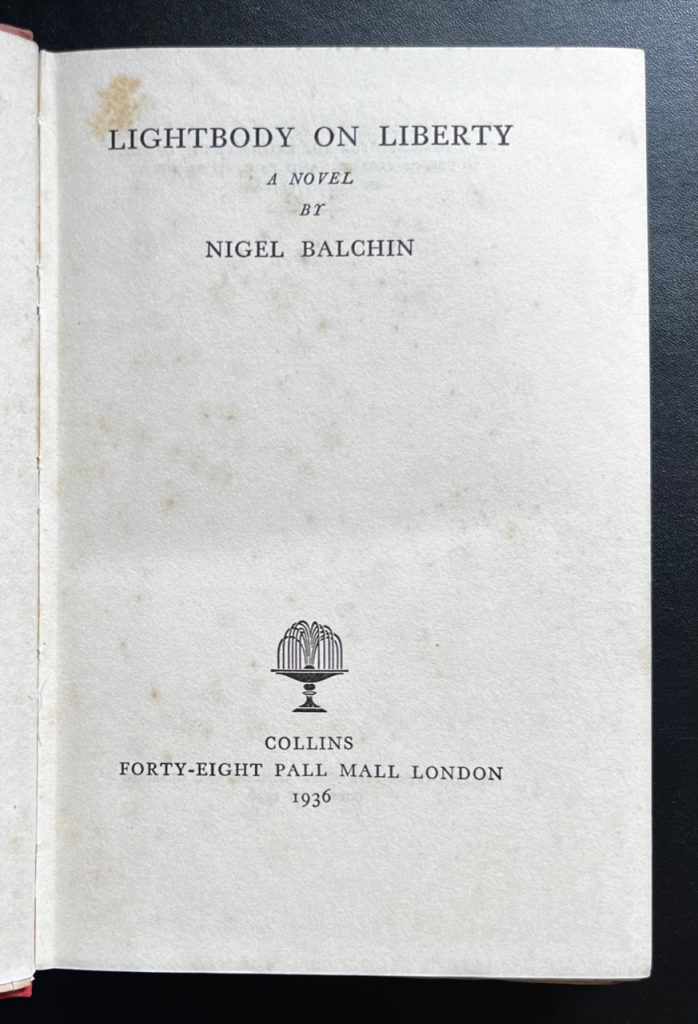 LIGHTBODY ON LIBERTY
A NOVEL
BY
NIGEL BALCHIN
COLLINS
FORTY-EIGHT PALL MALL LONDON
1936